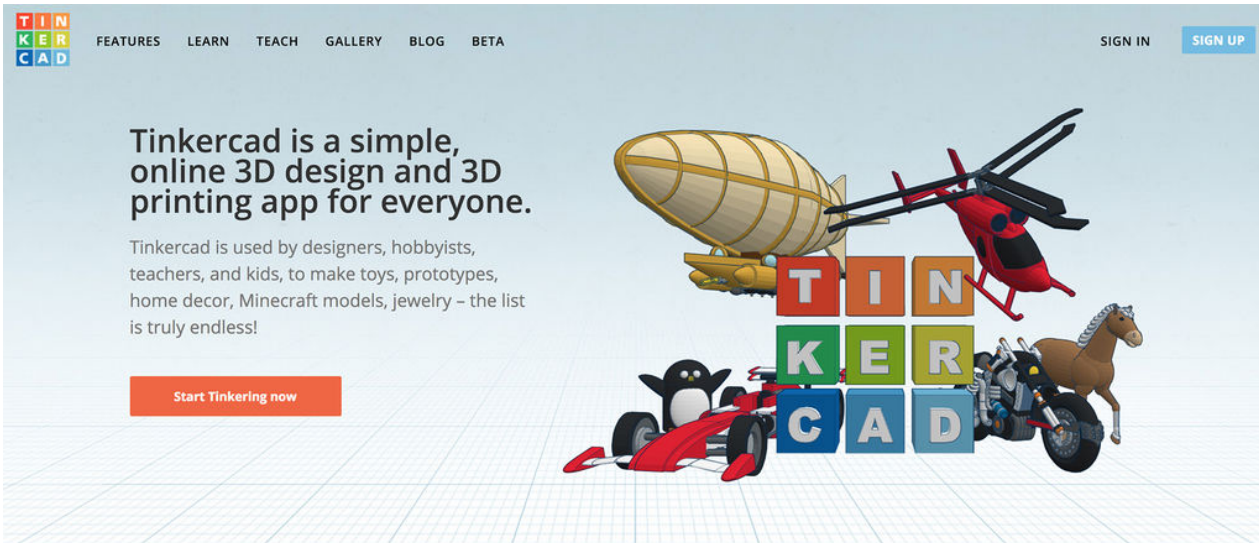 TIN
KER
CAD
FEATURES LEARN TEACH GALLERY BLOG BETA SIGN IN SIGN UP
Tinkercad is a simple,
online 3D design and 3D
printing app for everyone.
Tinkercad is used by designers, hobbyists,
teachers, and kids, to make toys, prototypes,
home decor, Minecraft models, jewelry – the list
is truly endless!
Start Tinkering now
TIN
KER
CAD